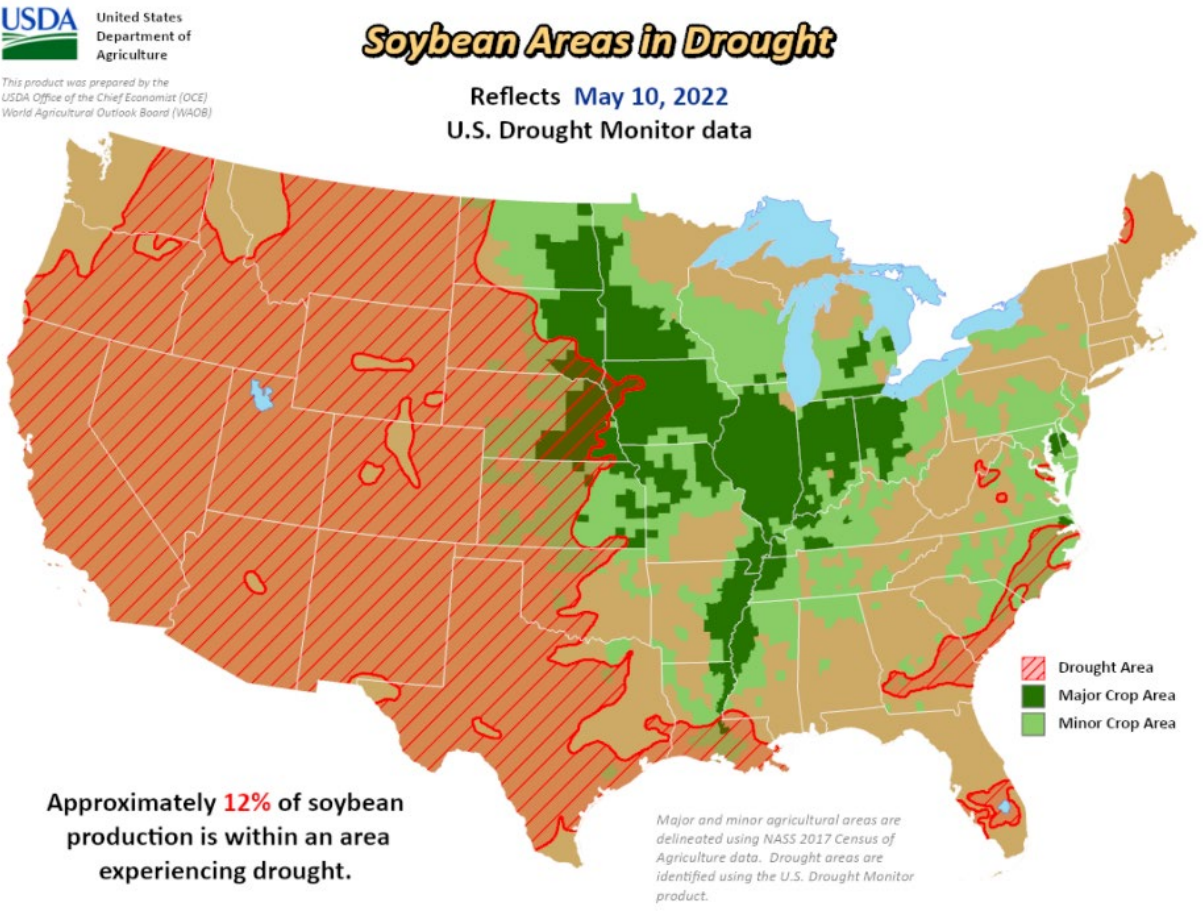 USDA
United States
Department of
Agriculture
This product was prepared by the
USDA Office of the Chief Economist (OCE)
World Agricultural Outlook Board (WAOB)
Soybean Areas in Drought
Reflects May 10, 2022
U.S. Drought Monitor data
Drought Area
Major Crop Area
Minor Crop Area
Approximately 12% of soybean
production is within an area
experiencing drought.
Major and minor agricultural areas are
delineated using NASS 2017 Census of
Agriculture data. Drought areas are
identified using the U.S. Drought Monitor
product.